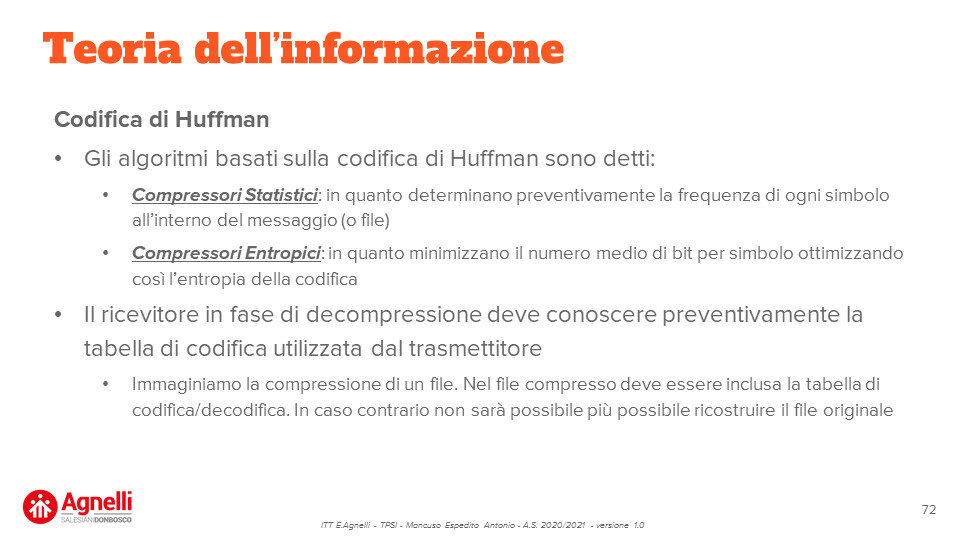 Teoria dell'informazione
Codifica di Huffman
• Gli algoritmi basati sulla codifica di Huffman sono detti:
• Compressori Statistici: in quanto determinano preventivamente la frequenza di ogni simbolo
all'interno del messaggio (o file)
• Compressori Entropici: in quanto minimizzano il numero medio di bit per simbolo ottimizzando
così l'entropia della codifica
• Il ricevitore in fase di decompressione deve conoscere preventivamente la
tabella di codifica utilizzata dal trasmettitore
• Immaginiamo la compressione di un file. Nel file compresso deve essere inclusa la tabella di
codifica/decodifica. In caso contrario non sarà possibile più possibile ricostruire il file originale
Agnelli
SALESIANI DONBOSCO
72
ITT E.Agnelli - TPSI - Mancuso Espedito Antonio - A.S. 2020/2021 - versione 1.0